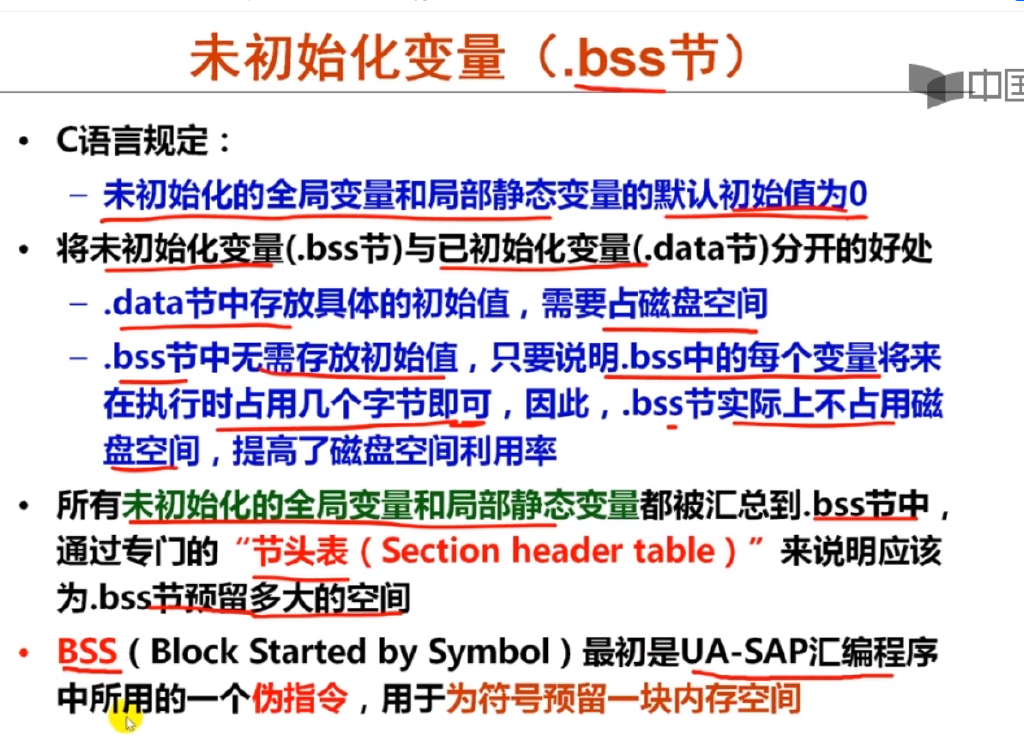 未初始化变量（.bss节）
中国
• C语言规定：
– 未初始化的全局变量和局部静态变量的默认初始值为0
• 将未初始化变量(.bss节)与已初始化变量(.data节)分开的好处
– .data节中存放具体的初始值，需要占磁盘空间
– .bss节中无需存放初始值，只要说明.bss中的每个变量将来
在执行时占用几个字节即可，因此，.bss节实际上不占用磁
盘空间，提高了磁盘空间利用率
• 所有未初始化的全局变量和局部静态变量都被汇总到.bss节中，
通过专门的“节头表（Section header table）”来说明应该
为.bss节预留多大的空间
• BSS（Block Started by Symbol）最初是UA-SAP汇编程序
中所用的一个伪指令，用于为符号预留一块内存空间